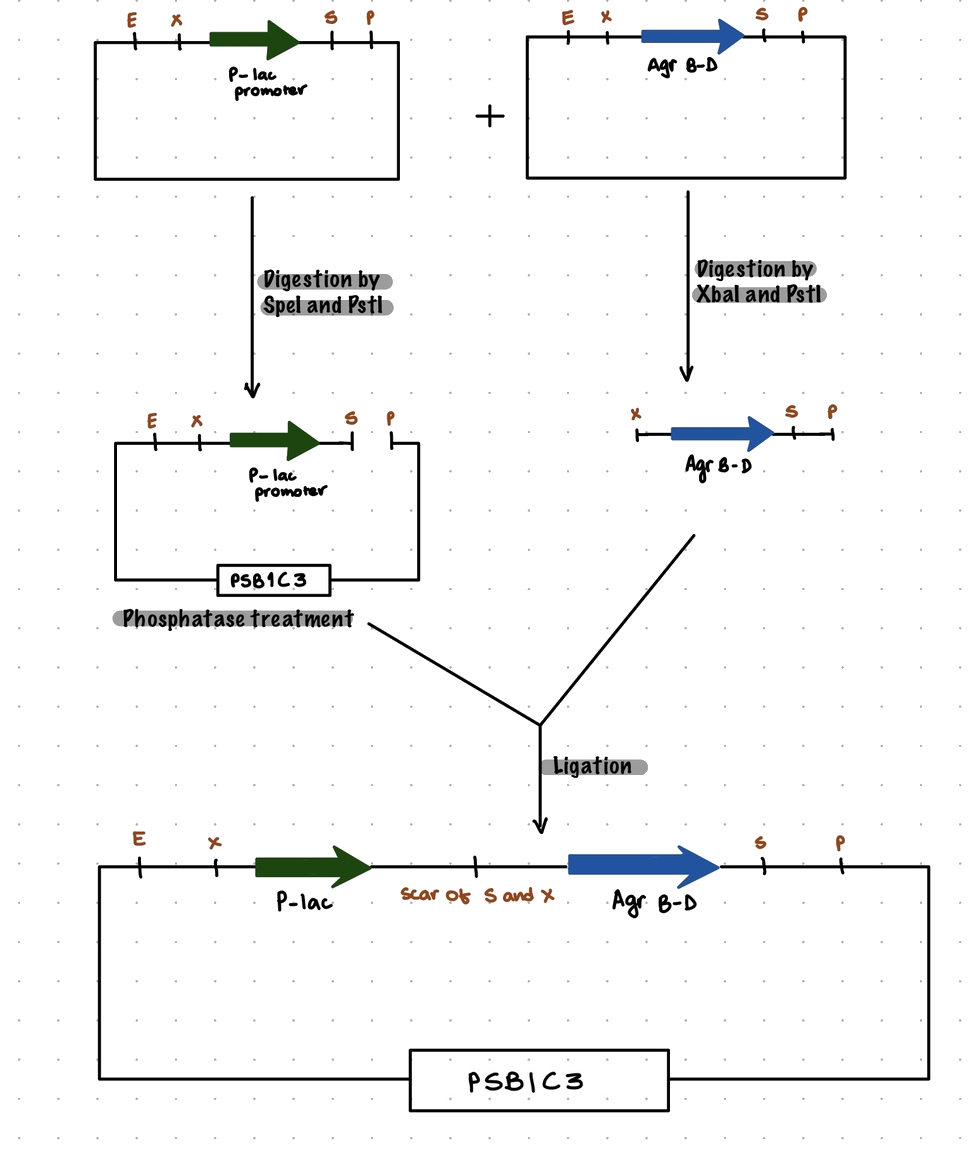 E X S P
P-lac
promoter
+
E X S P
Agr B-D
Digestion by
SpeI and PstI
Digestion by
XbaI and PstI
E X S P
P-lac
promoter
PSB1C3
Phosphatase treatment
X S P
Agr B-D
Ligation
E X S P
P-lac
scar of S and X
Agr B-D
PSB1C3